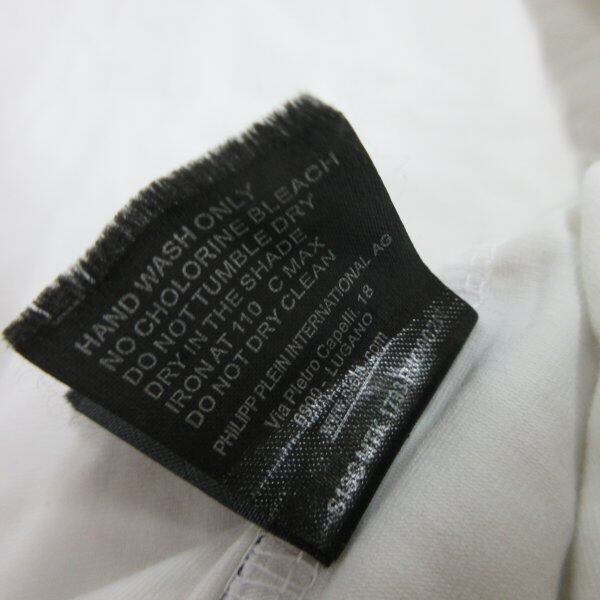 HAND WASH ONLY
NO CHOLORINE BLEACH
DO NOT TUMBLE DRY
DRY IN THE SHADE
IRON AT 110 C MAX
DO NOT DRY CLEAN
PHILIPP PLEIN INTERNATIONAL AG
Via Pietro Capelli. 18
LUGANO